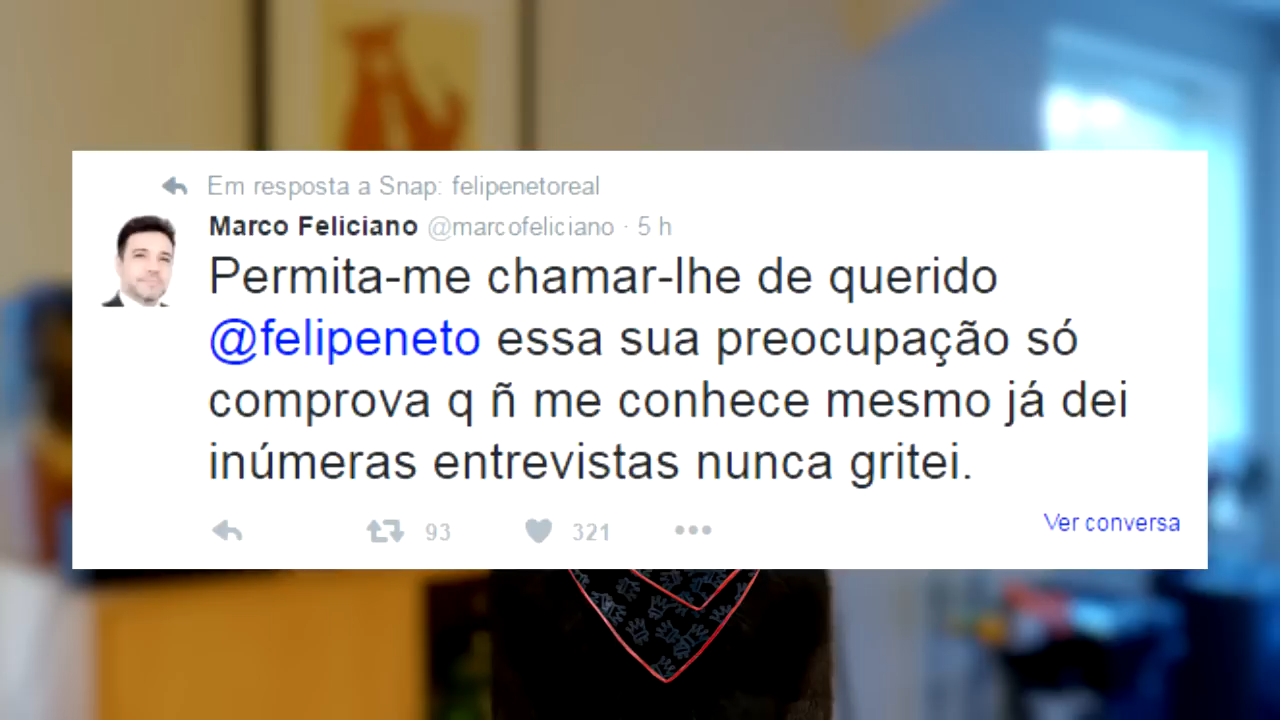 Em resposta a Snap: felipenetoreal
Marco Feliciano @marcofeliciano · 5 h
Permita-me chamar-lhe de querido
@felipeneto essa sua preocupação só
comprova q ñ me conhece mesmo já dei
inúmeras entrevistas nunca gritei.
93 321 Ver conversa